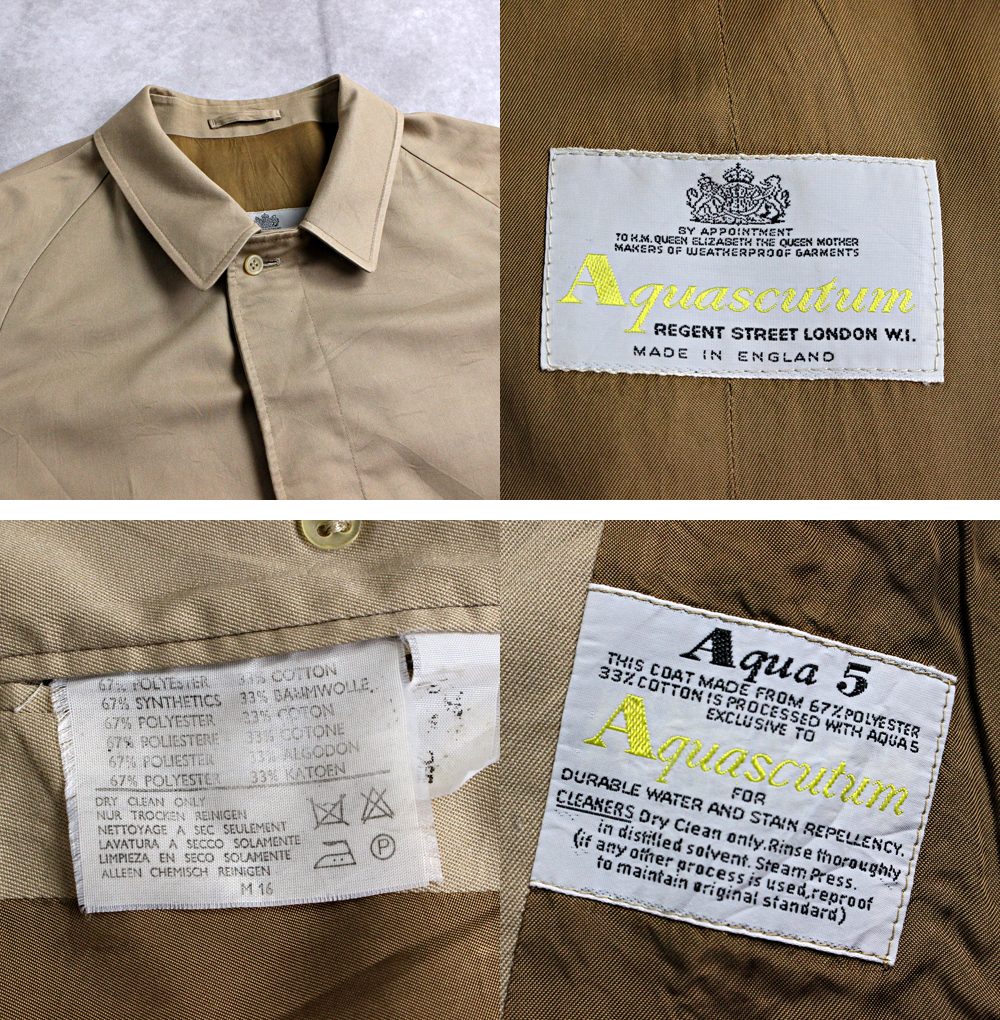 BY APPOINTMENT
TO H.M. QUEEN ELIZABETH THE QUEEN MOTHER
MAKERS OF WEATHERPROOF GARMENTS
Aquascutum
REGENT STREET LONDON W.I.
MADE IN ENGLAND
67% POLYESTER 33% COTTON
67% SYNTHETICS 33% BAUMWOLLE
67% POLYESTER 33% COTON
67% POLIESTERE 33% COTONE
67% POLIESTER 33% ALGODON
67% POLYESTER 33% KATOEN
DRY CLEAN ONLY
NUR TROCKEN REINIGEN
NETTOYAGE A SEC SEULEMENT
LAVATURA A SECCO SOLAMENTE
LIMPIEZA EN SECO SOLAMENTE
ALLEEN CHEMISCH REINIGEN
P
M 16
Aqua 5
THIS COAT MADE FROM 67% POLYESTER
33% COTTON IS PROCESSED WITH AQUA 5
EXCLUSIVE TO
Aquascutum
FOR
DURABLE WATER AND STAIN REPELLENCY.
CLEANERS Dry Clean only. Rinse thoroughly
in distilled solvent. Steam Press.
(if any other process is used, reproof
to maintain original standard)